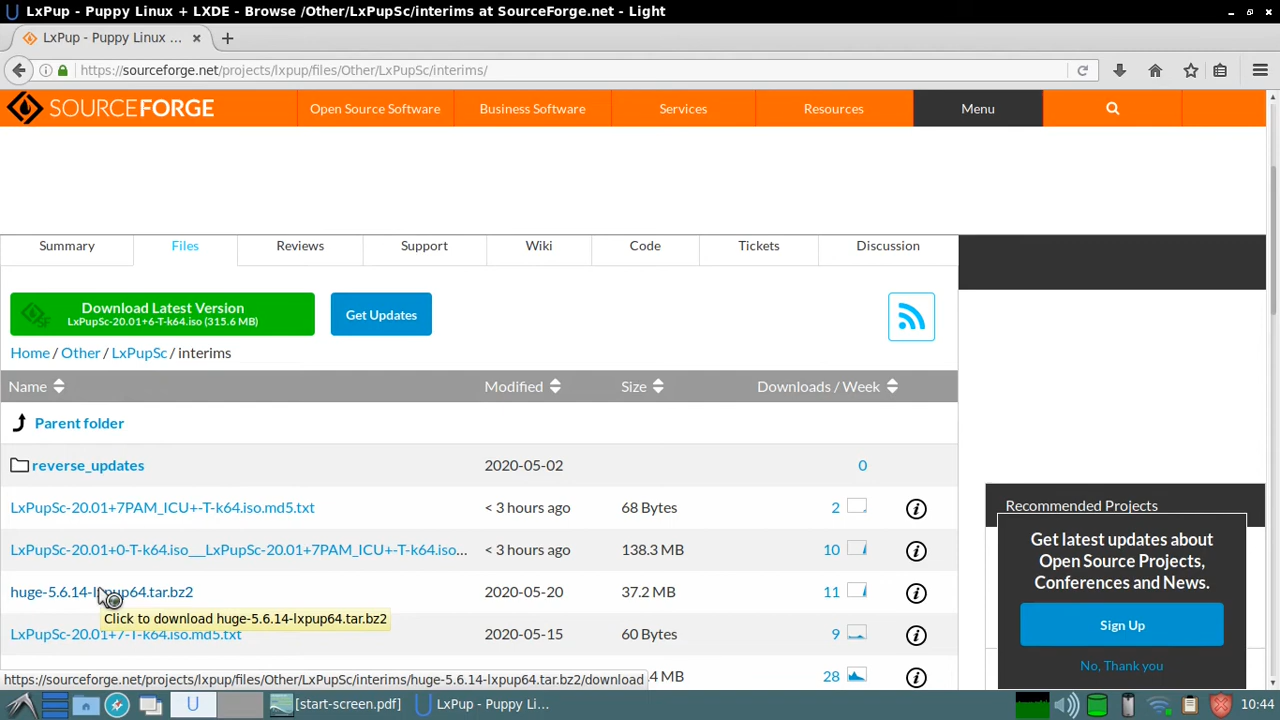 LxPup - Puppy Linux + LXDE - Browse /Other/LxPupSc/interims at SourceForge.net - Light
LxPup - Puppy Linux ...
https://sourceforge.net/projects/lxpup/files/Other/LxPupSc/interims/
SOURCEFORGE
Open Source Software
Business Software
Services
Resources
Menu
Summary
Files
Reviews
Support
Wiki
Code
Tickets
Discussion
Download Latest Version
LxPupSc-20.01+6-T-k64.iso (315.6 MB)
Get Updates
Home / Other / LxPupSc / interims
Name Modified Size Downloads / Week
Parent folder
reverse_updates 2020-05-02 0
LxPupSc-20.01+7PAM_ICU+-T-k64.iso.md5.txt < 3 hours ago 68 Bytes 2
LxPupSc-20.01+0-T-k64.iso___LxPupSc-20.01+7PAM_ICU+-T-k64.iso... < 3 hours ago 138.3 MB 10
huge-5.6.14-lxpup64.tar.bz2 2020-05-20 37.2 MB 11
Click to download huge-5.6.14-lxpup64.tar.bz2
LxPupSc-20.01+7-T-k64.iso.md5.txt 2020-05-15 60 Bytes 9
.4 MB 28
https://sourceforge.net/projects/lxpup/files/Other/LxPupSc/interims/huge-5.6.14-lxpup64.tar.bz2/download
Recommended Projects
Get latest updates about
Open Source Projects,
Conferences and News.
Sign Up
No, Thank you
[start-screen.pdf]
LxPup - Puppy Li...
10:44